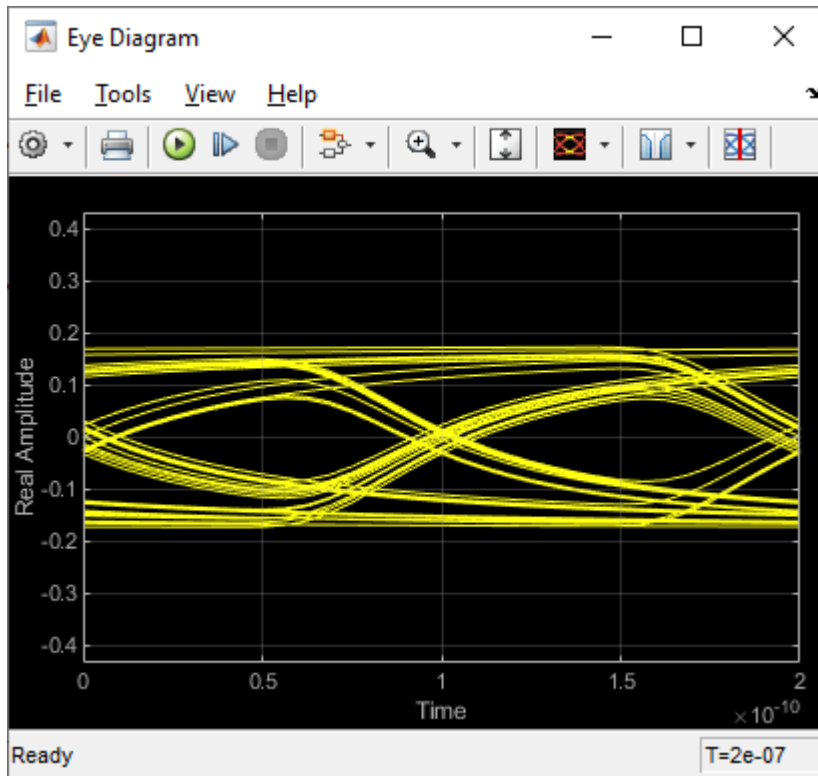 Eye Diagram
File Tools View Help
0.4
0.3
0.2
0.1
0
-0.1
-0.2
-0.3
-0.4
Real Amplitude
0 0.5 1 1.5 2
Time
×10⁻¹⁰
Ready T=2e-07